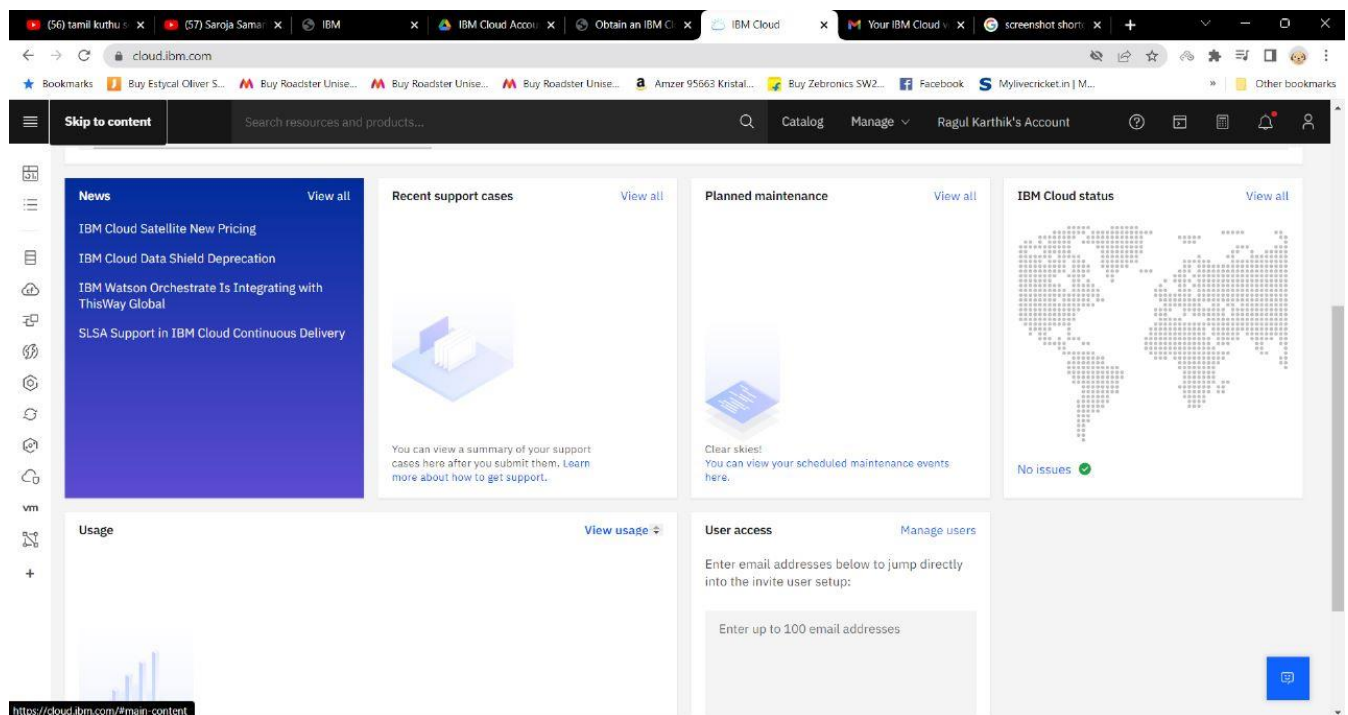 (56) tamil kuthu s
(57) Saroja Saman
IBM
IBM Cloud Accou
Obtain an IBM Cl
IBM Cloud
Your IBM Cloud
screenshot short
cloud.ibm.com
Bookmarks
Buy Estycal Oliver S...
Buy Roadster Unise...
Buy Roadster Unise...
Buy Roadster Unise...
Amzer 95663 Kristal...
Buy Zebronics SW2...
Facebook
Mylivecricket.in | M...
»
Other bookmarks
Skip to content
Search resources and products...
Catalog
Manage
Ragul Karthik's Account
News
View all
IBM Cloud Satellite New Pricing
IBM Cloud Data Shield Deprecation
IBM Watson Orchestrate Is Integrating with
ThisWay Global
SLSA Support in IBM Cloud Continuous Delivery
Recent support cases
View all
You can view a summary of your support
cases here after you submit them. Learn
more about how to get support.
Planned maintenance
View all
Clear skies!
You can view your scheduled maintenance events
here.
IBM Cloud status
View all
No issues
vm
Usage
View usage
User access
Manage users
Enter email addresses below to jump directly
into the invite user setup:
Enter up to 100 email addresses
https://cloud.ibm.com/#main-content